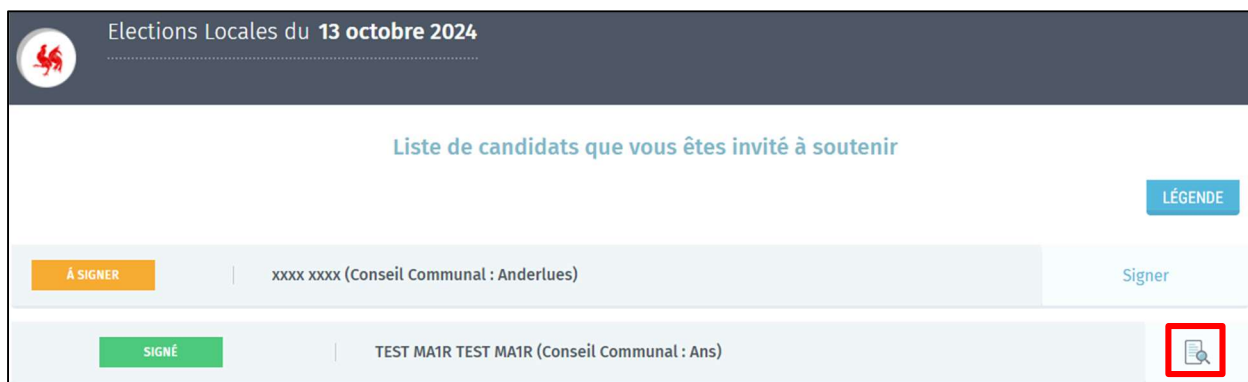 Elections Locales du 13 octobre 2024
Liste de candidats que vous êtes invité à soutenir
LÉGENDE
À SIGNER | xxxx xxxx (Conseil Communal : Anderlues) Signer
SIGNÉ | TEST MA1R TEST MA1R (Conseil Communal : Ans)